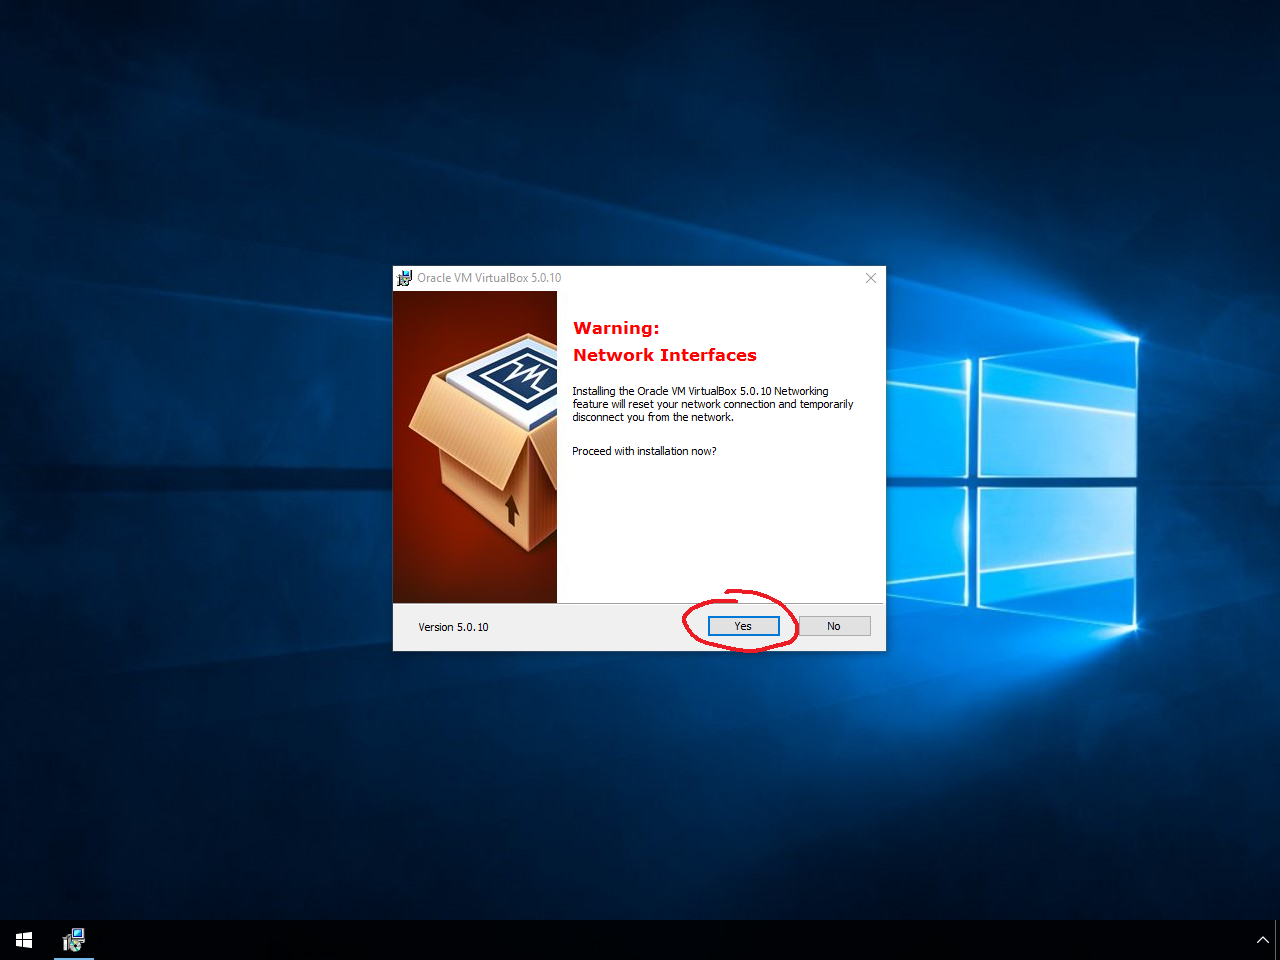 Oracle VM VirtualBox 5.0.10
VM
Warning:
Network Interfaces
Installing the Oracle VM VirtualBox 5.0.10 Networking
feature will reset your network connection and temporarily
disconnect you from the network.
Proceed with installation now?
Version 5.0.10
Yes
No